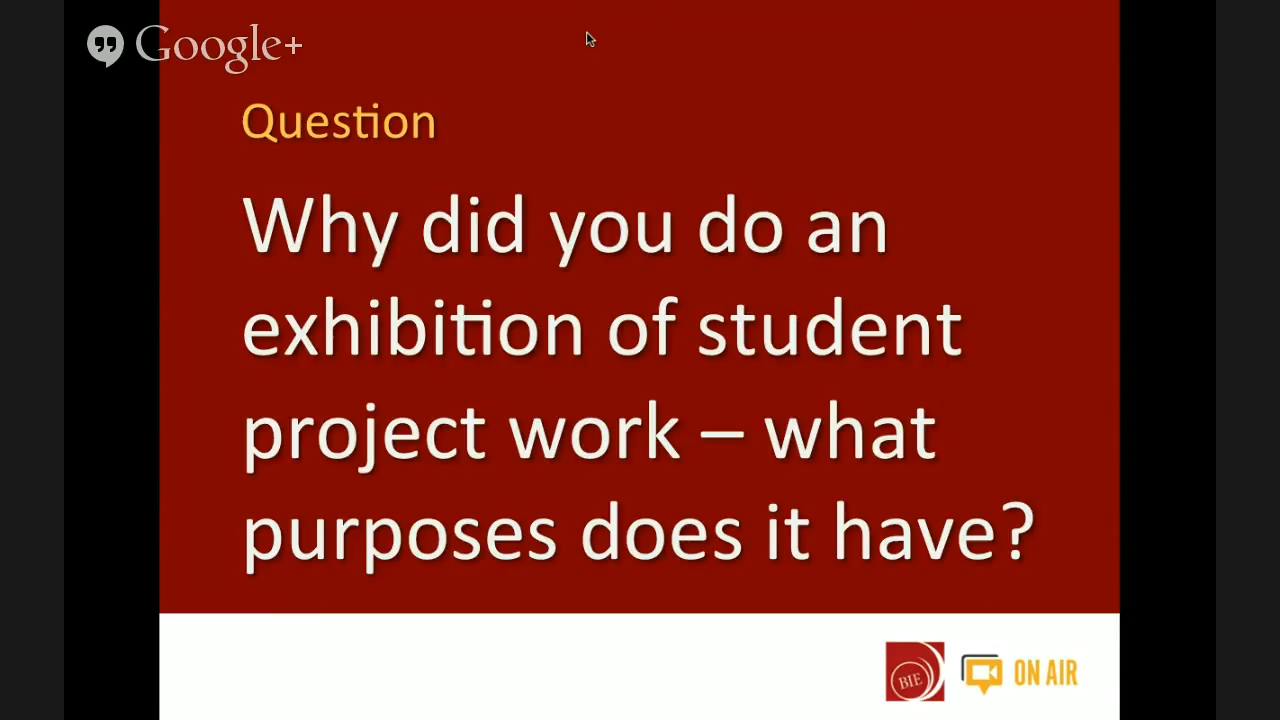 Google+
Question
Why did you do an
exhibition of student
project work – what
purposes does it have?
BIE
ON AIR